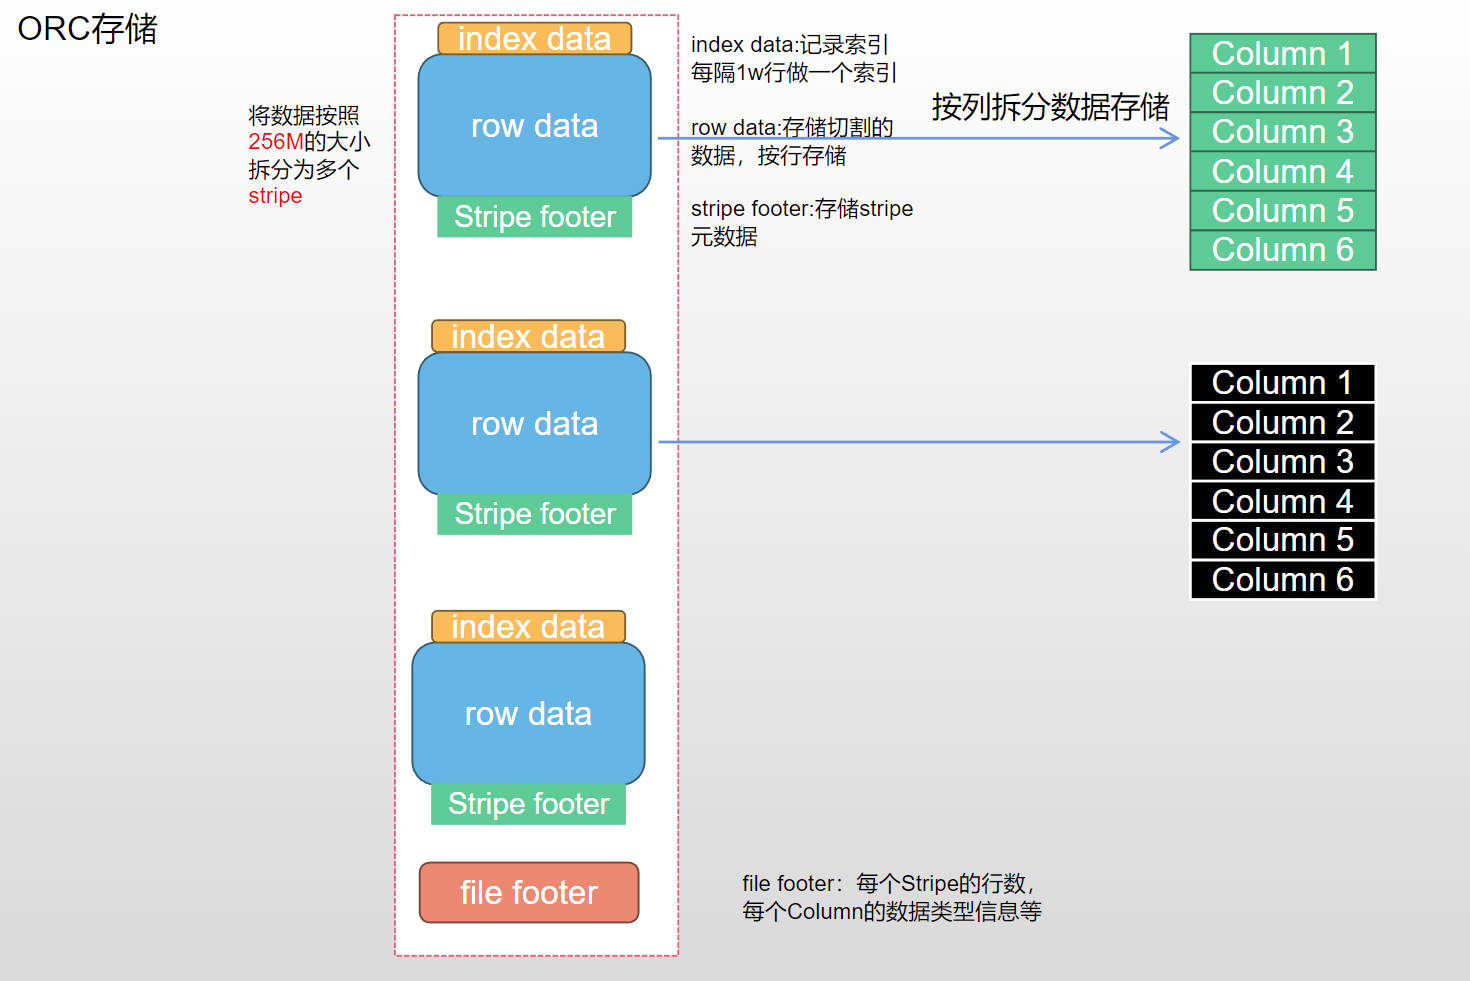 ORC存储
将数据按照
256M的大小
拆分为多个
stripe
index data
row data
Stripe footer
index data:记录索引
每隔1w行做一个索引
row data:存储切割的
数据，按行存储
stripe footer:存储stripe
元数据
按列拆分数据存储
Column 1
Column 2
Column 3
Column 4
Column 5
Column 6
index data
row data
Stripe footer
Column 1
Column 2
Column 3
Column 4
Column 5
Column 6
index data
row data
Stripe footer
file footer
file footer：每个Stripe的行数，
每个Column的数据类型信息等